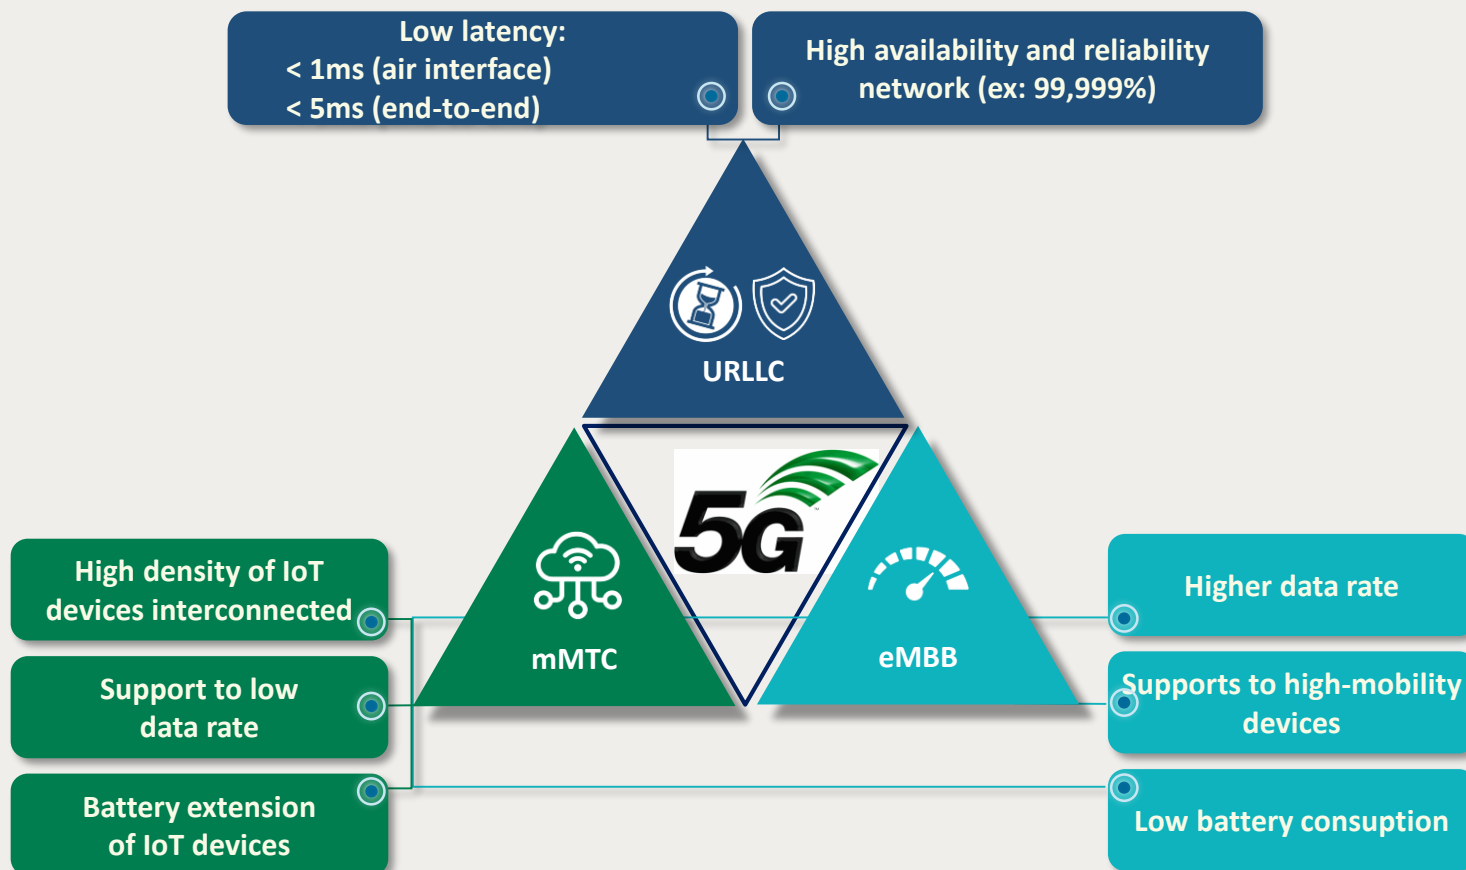 Low latency:
< 1ms (air interface)
< 5ms (end-to-end)
High availability and reliability
network (ex: 99,999%)
URLLC
5G
™
mMTC
eMBB
High density of IoT
devices interconnected
Support to low
data rate
Battery extension
of IoT devices
Higher data rate
Supports to high-mobility
devices
Low battery consuption